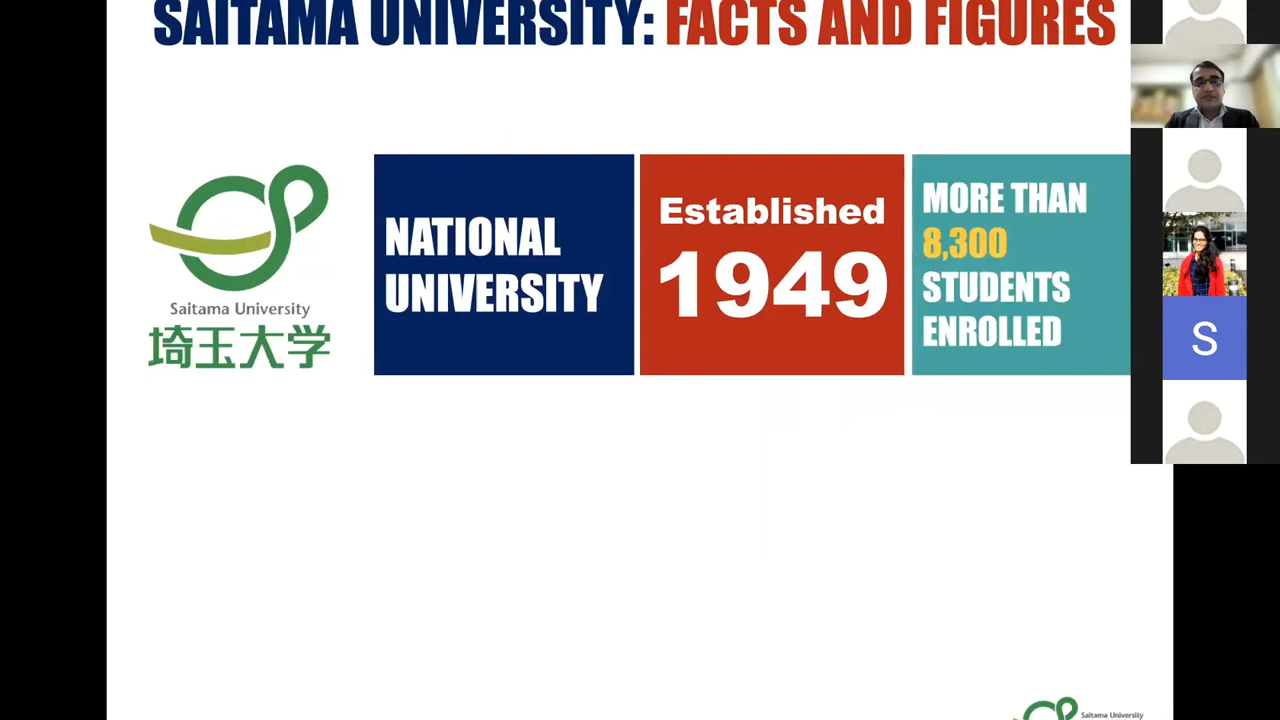 SAITAMA UNIVERSITY: FACTS AND FIGURES
Saitama University
埼玉大学
NATIONAL
UNIVERSITY
Established
1949
MORE THAN
8,300
STUDENTS
ENROLLED
S
Saitama University